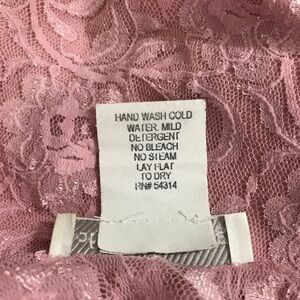 HAND WASH COLD
WATER. MILD
DETERGENT
NO BLEACH
NO STEAM
LAY FLAT
TO DRY
RN# 54314